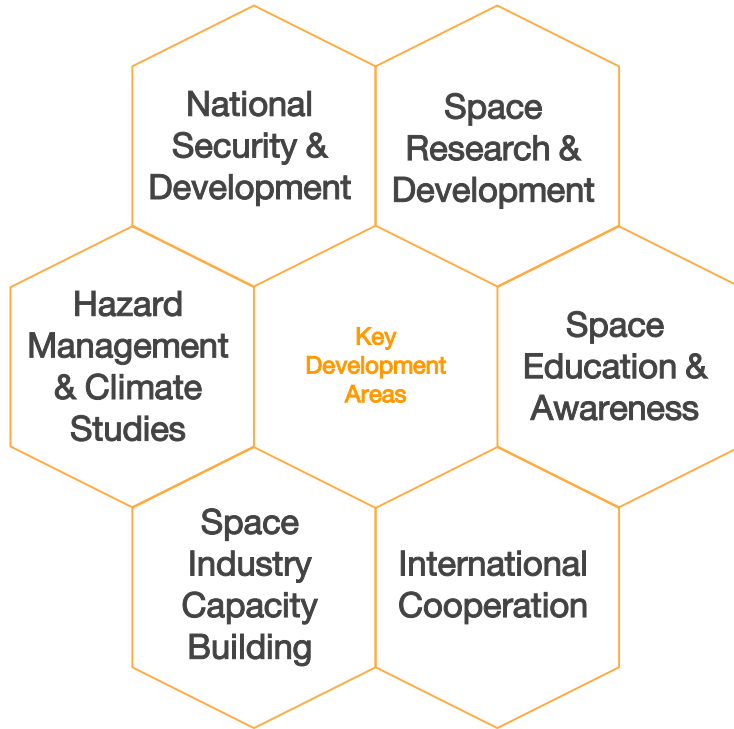 National
Security &
Development
Space
Research &
Development
Hazard
Management
& Climate
Studies
Key
Development
Areas
Space
Education &
Awareness
Space
Industry
Capacity
Building
International
Cooperation